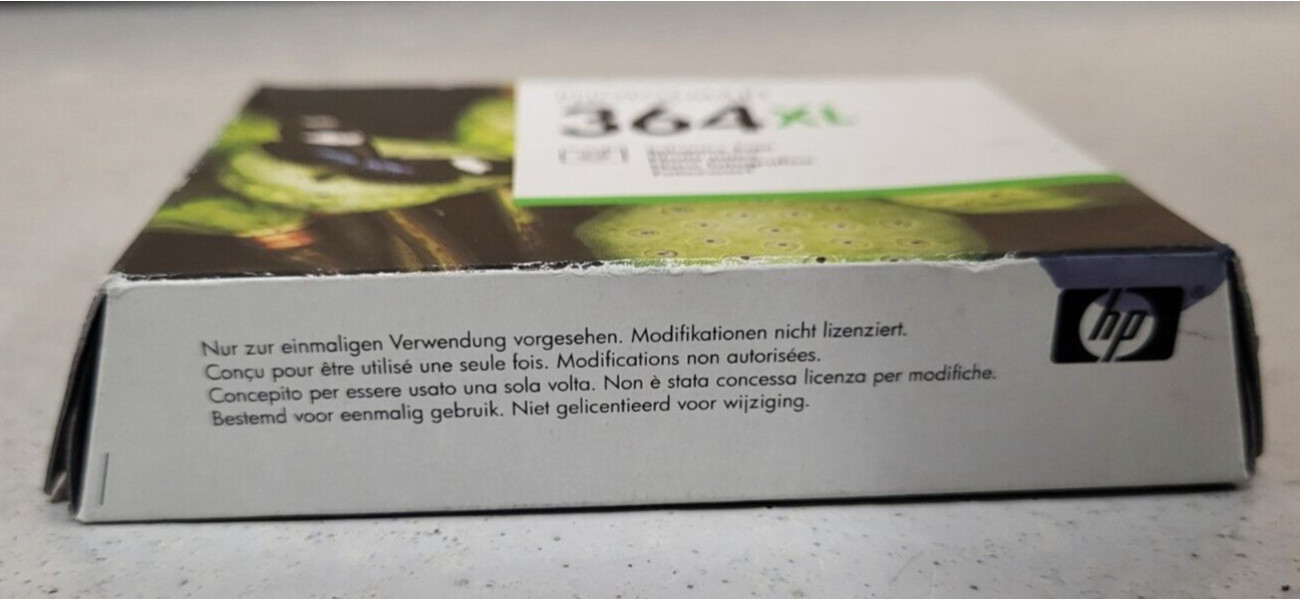 364XL
Nur zur einmaligen Verwendung vorgesehen. Modifikationen nicht lizenziert.
Conçu pour être utilisé une seule fois. Modifications non autorisées.
Concepito per essere usato una sola volta. Non è stata concessa licenza per modifiche.
Bestemd voor eenmalig gebruik. Niet gelicentieerd voor wijziging.
hp